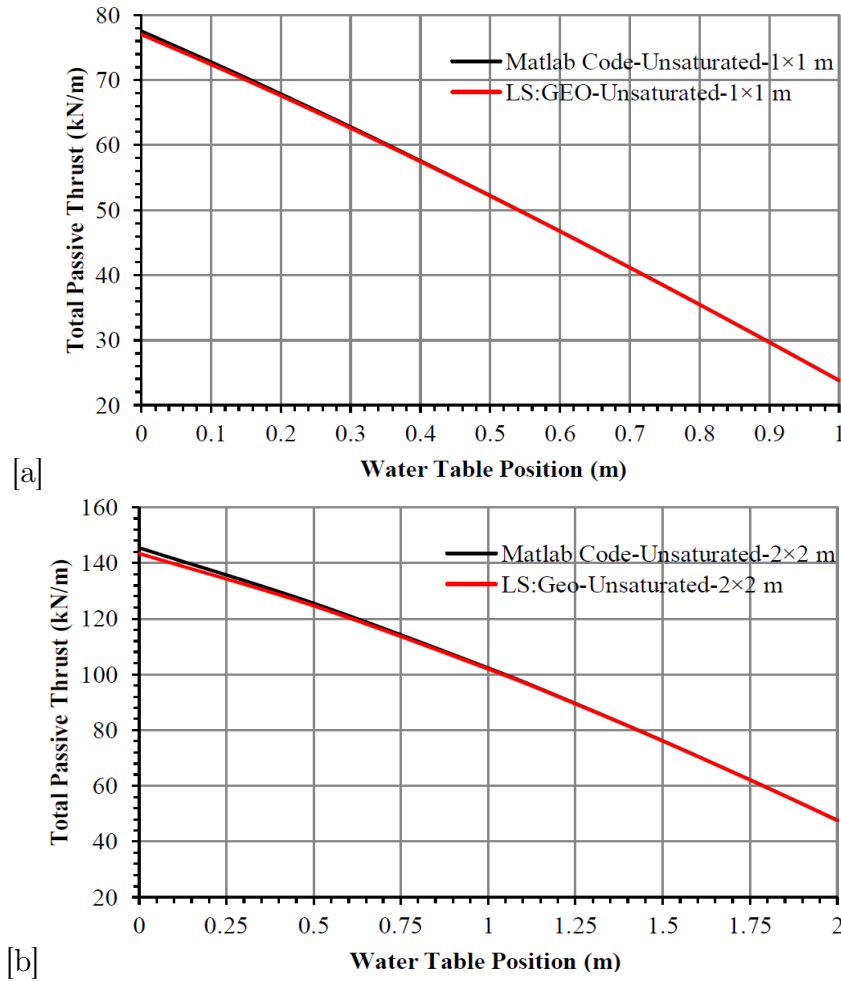 80
70
60
50
40
30
20
Total Passive Thrust (kN/m)
Matlab Code-Unsaturated-1×1 m
LS:GEO-Unsaturated-1×1 m
0 0.1 0.2 0.3 0.4 0.5 0.6 0.7 0.8 0.9 1
Water Table Position (m)
[a]
160
140
120
100
80
60
40
20
Total Passive Thrust (kN/m)
Matlab Code-Unsaturated-2×2 m
LS:Geo-Unsaturated-2×2 m
0 0.25 0.5 0.75 1 1.25 1.5 1.75 2
Water Table Position (m)
[b]